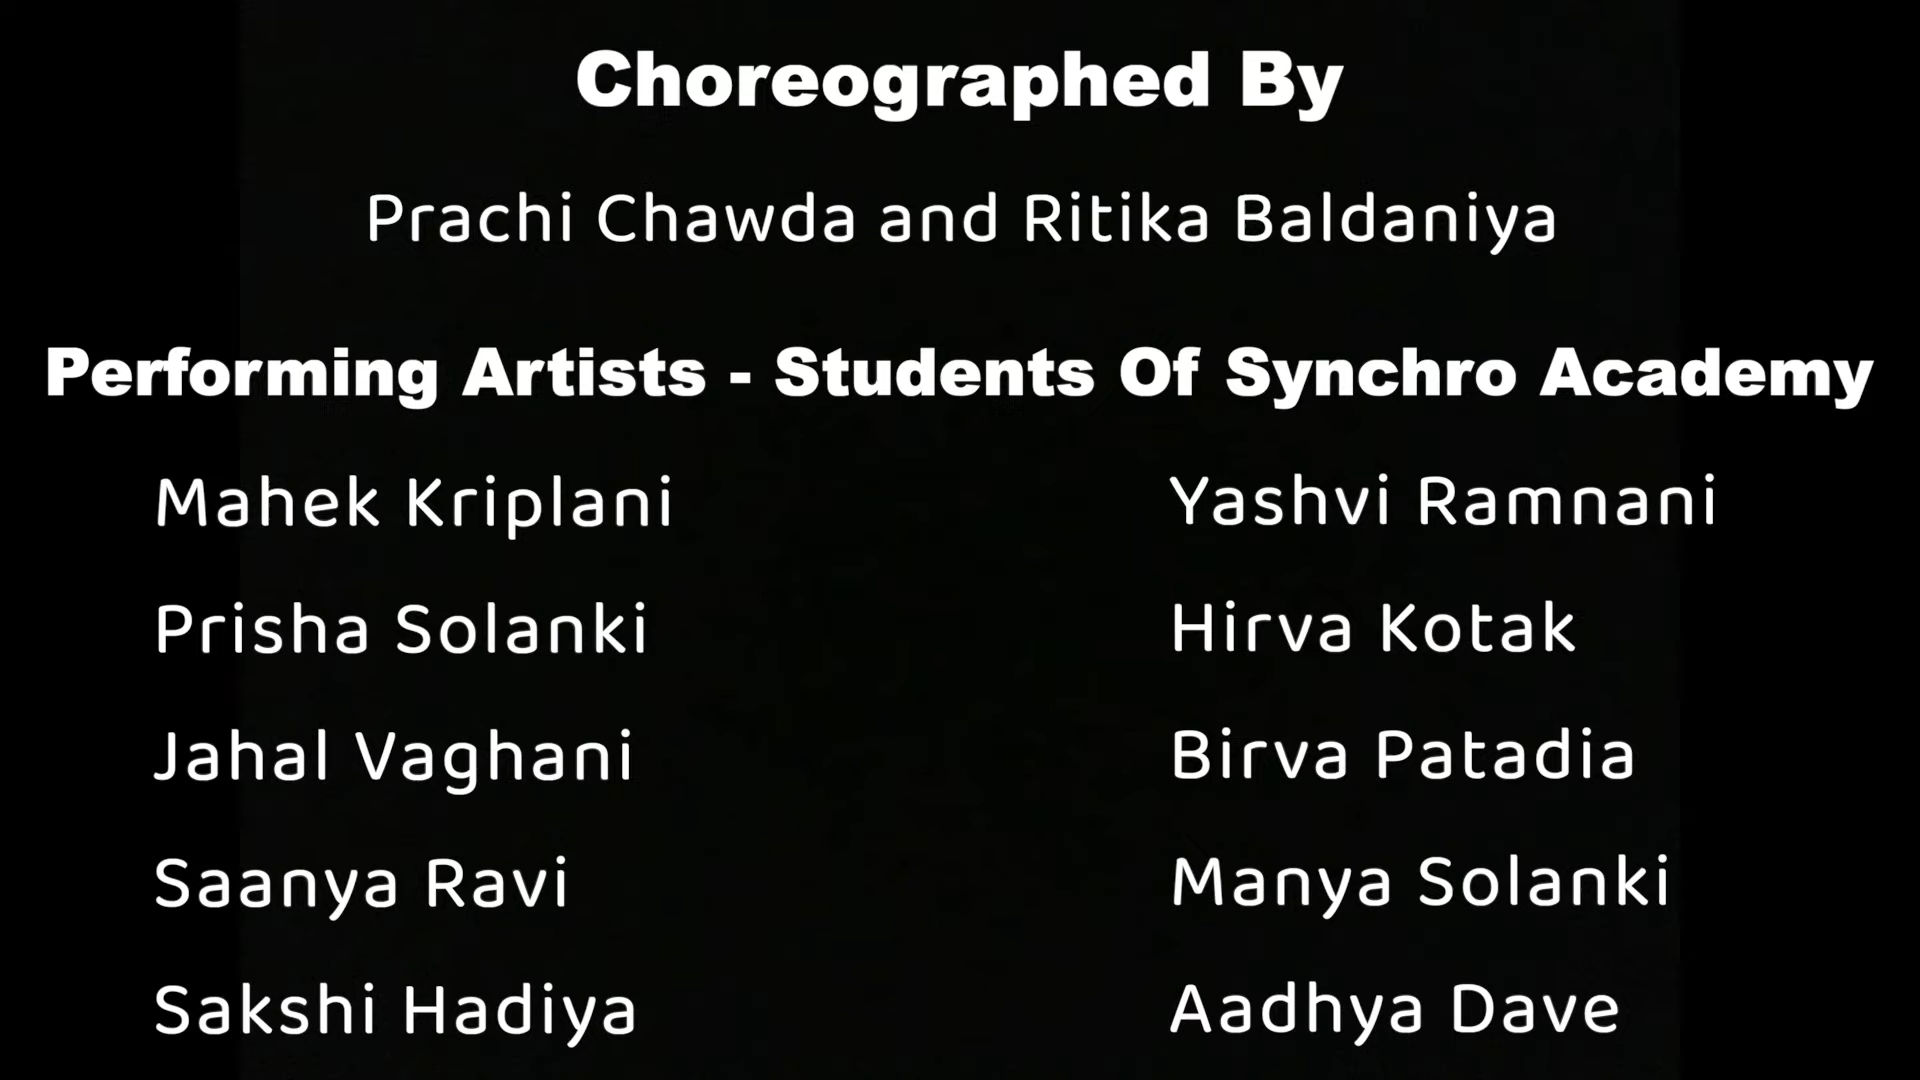 Choreographed By
Prachi Chawda and Ritika Baldaniya
Performing Artists - Students Of Synchro Academy
Mahek Kriplani
Yashvi Ramnani
Prisha Solanki
Hirva Kotak
Jahal Vaghani
Birva Patadia
Saanya Ravi
Manya Solanki
Sakshi Hadiya
Aadhya Dave